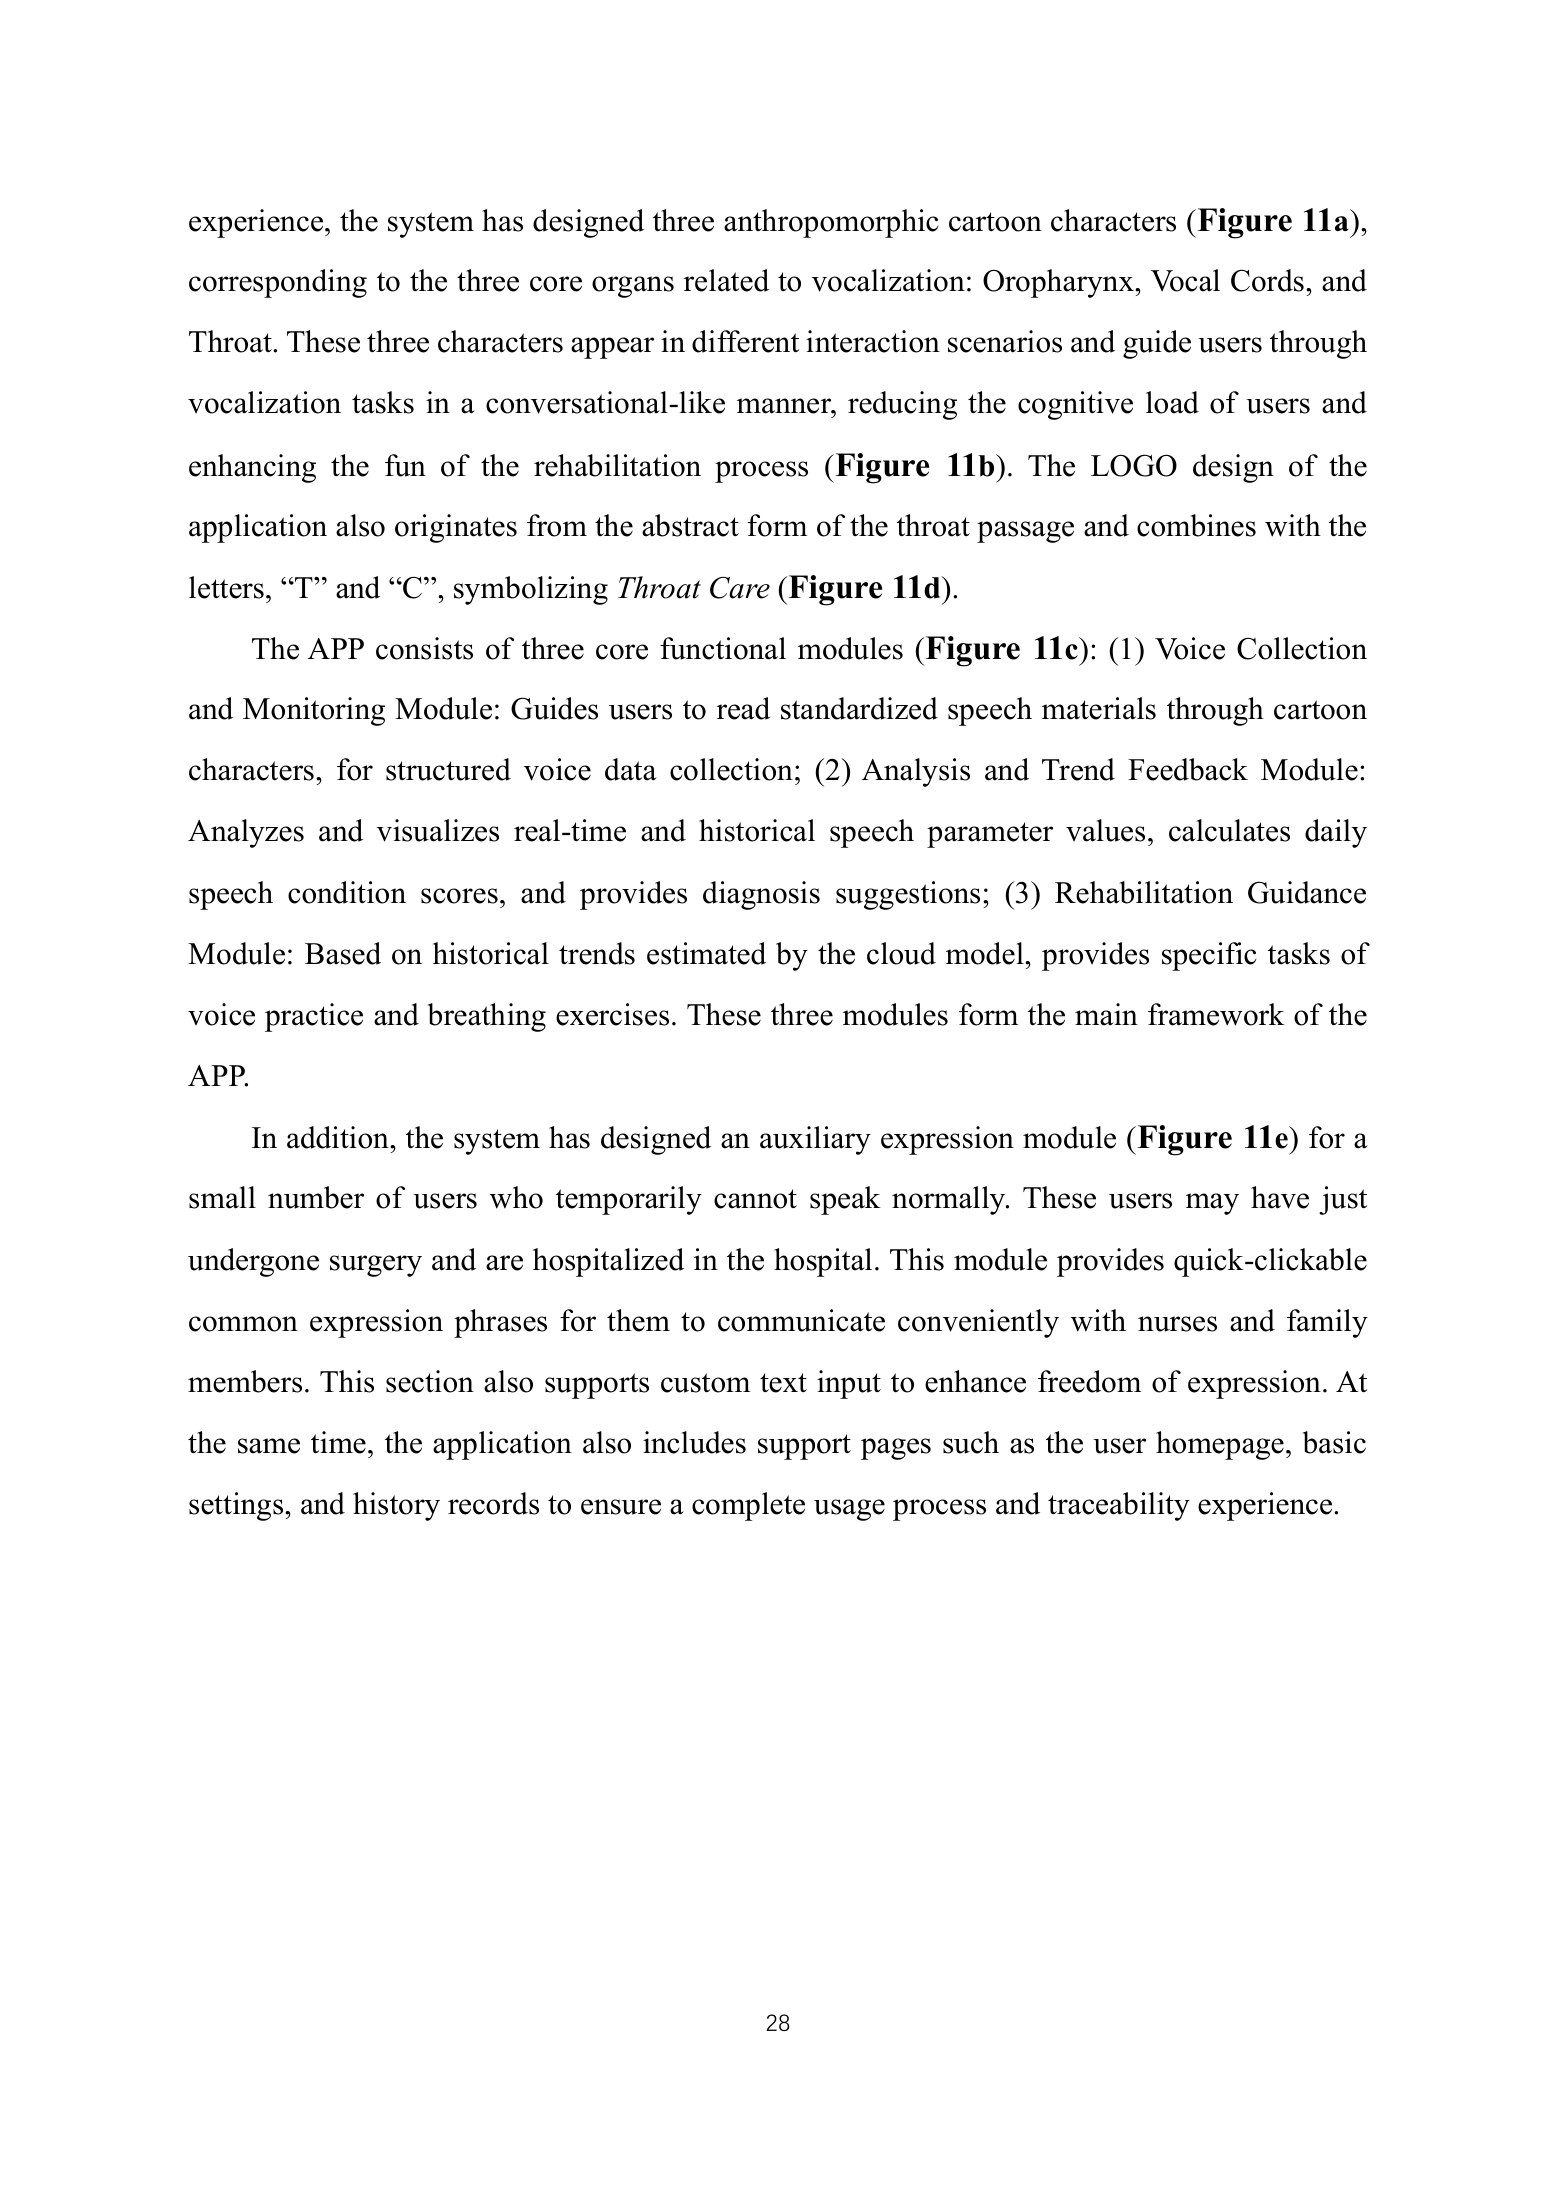 experience, the system has designed three anthropomorphic cartoon characters (Figure 11a),
corresponding to the three core organs related to vocalization: Oropharynx, Vocal Cords, and
Throat. These three characters appear in different interaction scenarios and guide users through
vocalization tasks in a conversational-like manner, reducing the cognitive load of users and
enhancing the fun of the rehabilitation process (Figure 11b). The LOGO design of the
application also originates from the abstract form of the throat passage and combines with the
letters, “T” and “C”, symbolizing Throat Care (Figure 11d).
The APP consists of three core functional modules (Figure 11c): (1) Voice Collection
and Monitoring Module: Guides users to read standardized speech materials through cartoon
characters, for structured voice data collection; (2) Analysis and Trend Feedback Module:
Analyzes and visualizes real-time and historical speech parameter values, calculates daily
speech condition scores, and provides diagnosis suggestions; (3) Rehabilitation Guidance
Module: Based on historical trends estimated by the cloud model, provides specific tasks of
voice practice and breathing exercises. These three modules form the main framework of the
APP.
In addition, the system has designed an auxiliary expression module (Figure 11e) for a
small number of users who temporarily cannot speak normally. These users may have just
undergone surgery and are hospitalized in the hospital. This module provides quick-clickable
common expression phrases for them to communicate conveniently with nurses and family
members. This section also supports custom text input to enhance freedom of expression. At
the same time, the application also includes support pages such as the user homepage, basic
settings, and history records to ensure a complete usage process and traceability experience.
28